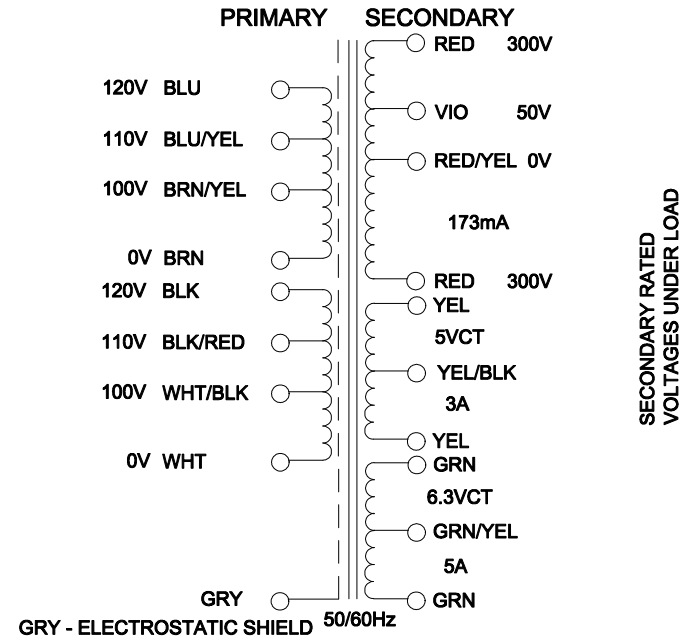 PRIMARY SECONDARY
RED 300V
120V BLU
VIO 50V
110V BLU/YEL
RED/YEL 0V
100V BRN/YEL
173mA
0V BRN
RED 300V
120V BLK
YEL
5VCT
110V BLK/RED
YEL/BLK
100V WHT/BLK
3A
YEL
0V WHT
GRN
6.3VCT
GRN/YEL
5A
GRY
GRN
GRY - ELECTROSTATIC SHIELD
50/60Hz
SECONDARY RATED
VOLTAGES UNDER LOAD